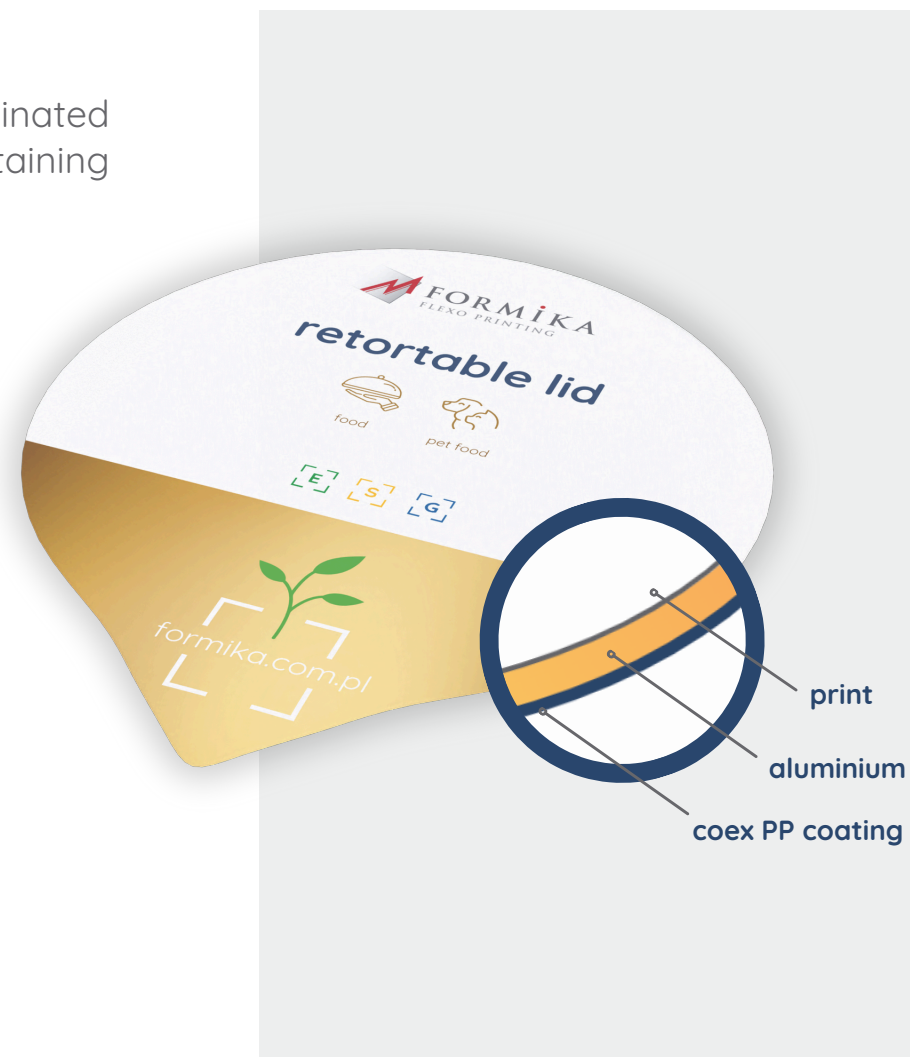 inated
taining
FORMiKA
FLEXO PRINTING
retortable lid
food
pet food
E S G
formika.com.pl
print
aluminium
coex PP coating